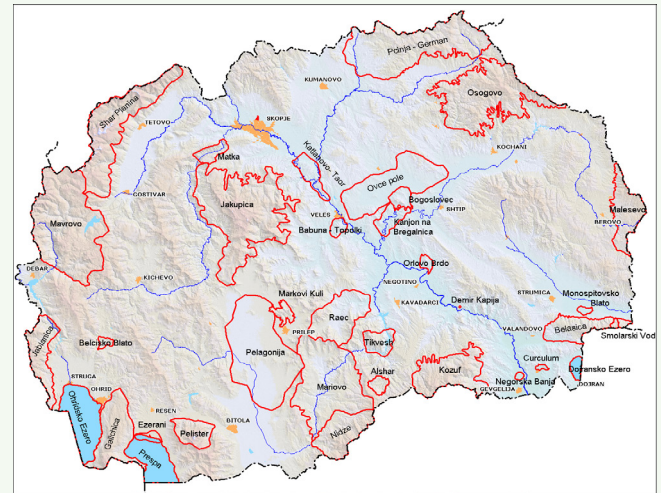 Pcinja - German
KUMANOVO
Osogovo
Shar Planina
TETOVO
SKOPJE
KOCHANI
Matka
Katlahovo- Taor
Ovce pole
GOSTIVAR
Jakupica
Bogoslovec
Malesevo
SHTIP
VELES
Kanjon na
Bregalnica
BEROVO
Mavrovo
Babuna - Topolki
Orlovo Brdo
DEBAR
KICHEVO
NEGOTINO
Markovi Kuli
Demir Kapija
STRUMICA
Monospitovsko
Blato
KAVADARCI
Raec
PRILEP
VALANDOVO
Belasica
Smolarski Vod
Jablanica
Belcisko Blato
Tikvesh
Pelagonija
Curculum
Alshar
Kozuf
Dojransko Ezero
STRUGA
Negorska Banja
DOJRAN
GEVGELIJA
OHRID
Mariovo
Ohridsko Ezero
Galichica
RESEN
Ezerani
BITOLA
Pelister
Nidze
Prespa